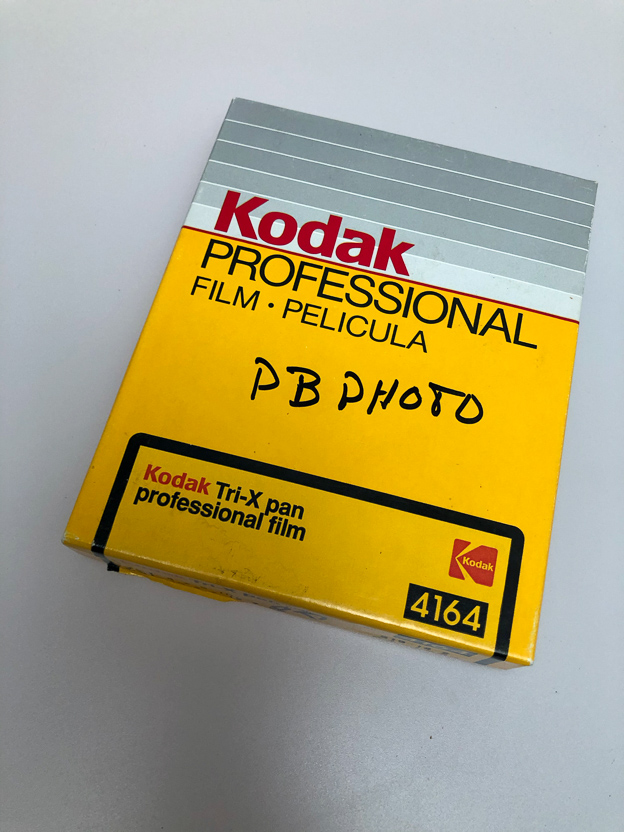 Kodak
PROFESSIONAL
FILM · PELICULA
PB PHOTO
Kodak Tri-X pan
professional film
Kodak
4164